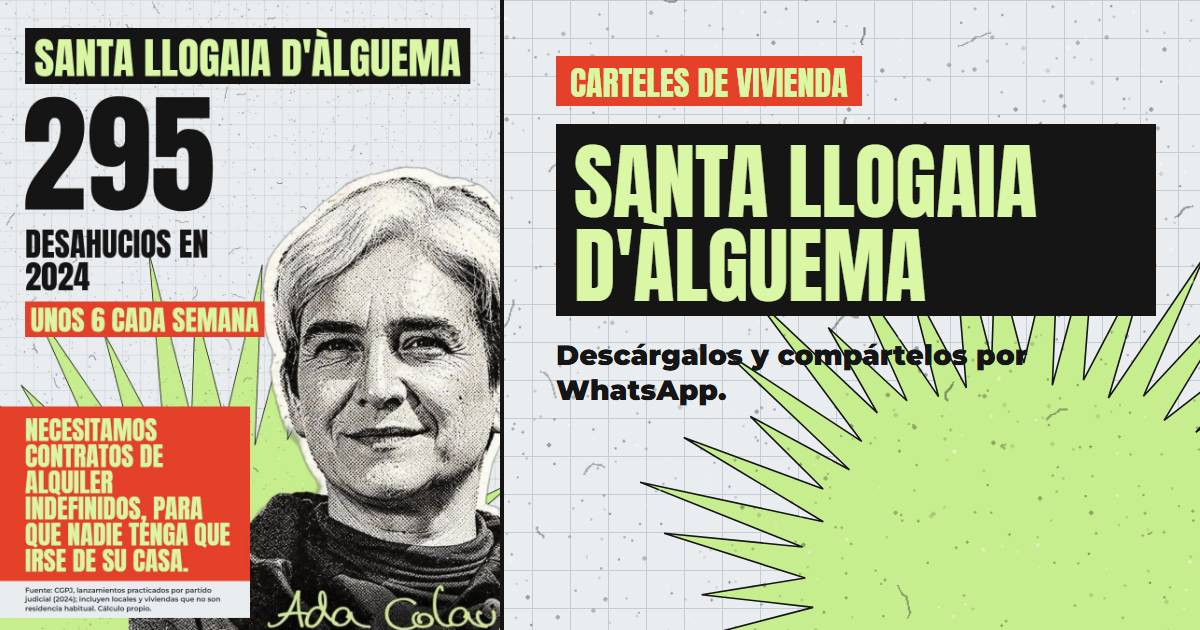 SANTA LLOGAIA D'ÀLGUEMA
295
DESAHUCIOS EN
2024
UNOS 6 CADA SEMANA
NECESITAMOS
CONTRATOS DE
ALQUILER
INDEFINIDOS, PARA
QUE NADIE TENGA QUE
IRSE DE SU CASA.
Fuente: CGPJ, lanzamientos practicados por partido
judicial (2024); incluyen locales y viviendas que no son
residencia habitual. Cálculo propio.
Ada Colau
CARTELES DE VIVIENDA
SANTA LLOGAIA
D'ÀLGUEMA
Descárgalos y compártelos por
WhatsApp.